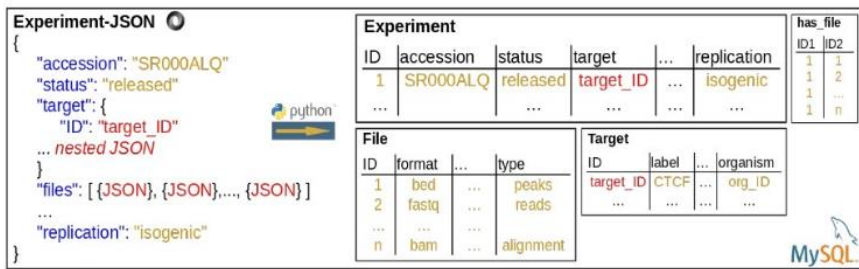 Experiment-JSON
{
"accession": "SR000ALQ"
"status": "released"
"target": {
"ID": "target_ID"
... nested JSON
}
"files": [ {JSON}, {JSON},..., {JSON} ]
...
"replication": "isogenic"
}
python
Experiment
ID accession status target ... replication
1 SR000ALQ released target_ID ... isogenic
... ... ... ... ...
has_file
ID1 ID2
1 1
1 2
1 ...
1 n
File
ID format ... type
1 bed ... peaks
2 fastq ... reads
... ... ... ...
n bam ... alignment
Target
ID label ... organism
target_ID CTCF ... org_ID
... ... ... ...
MySQL